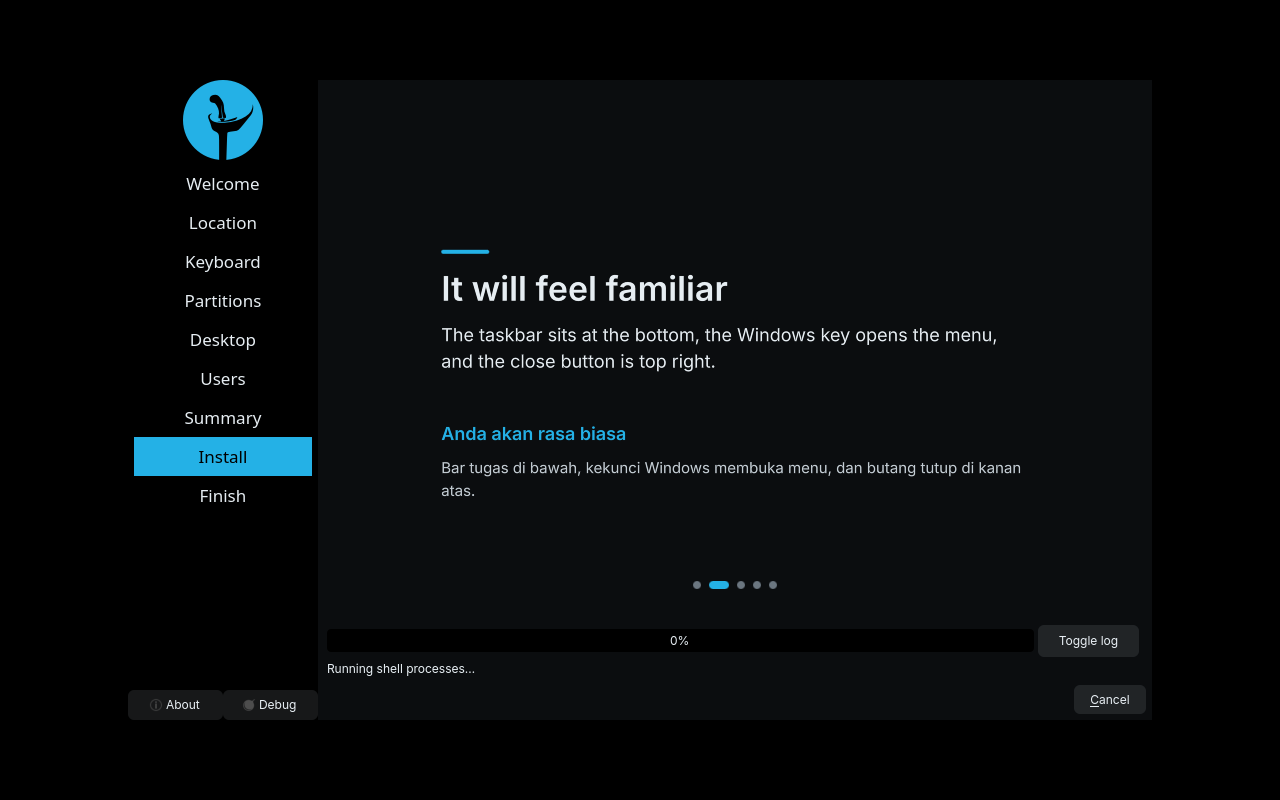 Welcome
Location
Keyboard
Partitions
Desktop
Users
Summary
Install
Finish
It will feel familiar
The taskbar sits at the bottom, the Windows key opens the menu,
and the close button is top right.
Anda akan rasa biasa
Bar tugas di bawah, kekunci Windows membuka menu, dan butang tutup di kanan
atas.
0%
Toggle log
Running shell processes...
About
Debug
Cancel